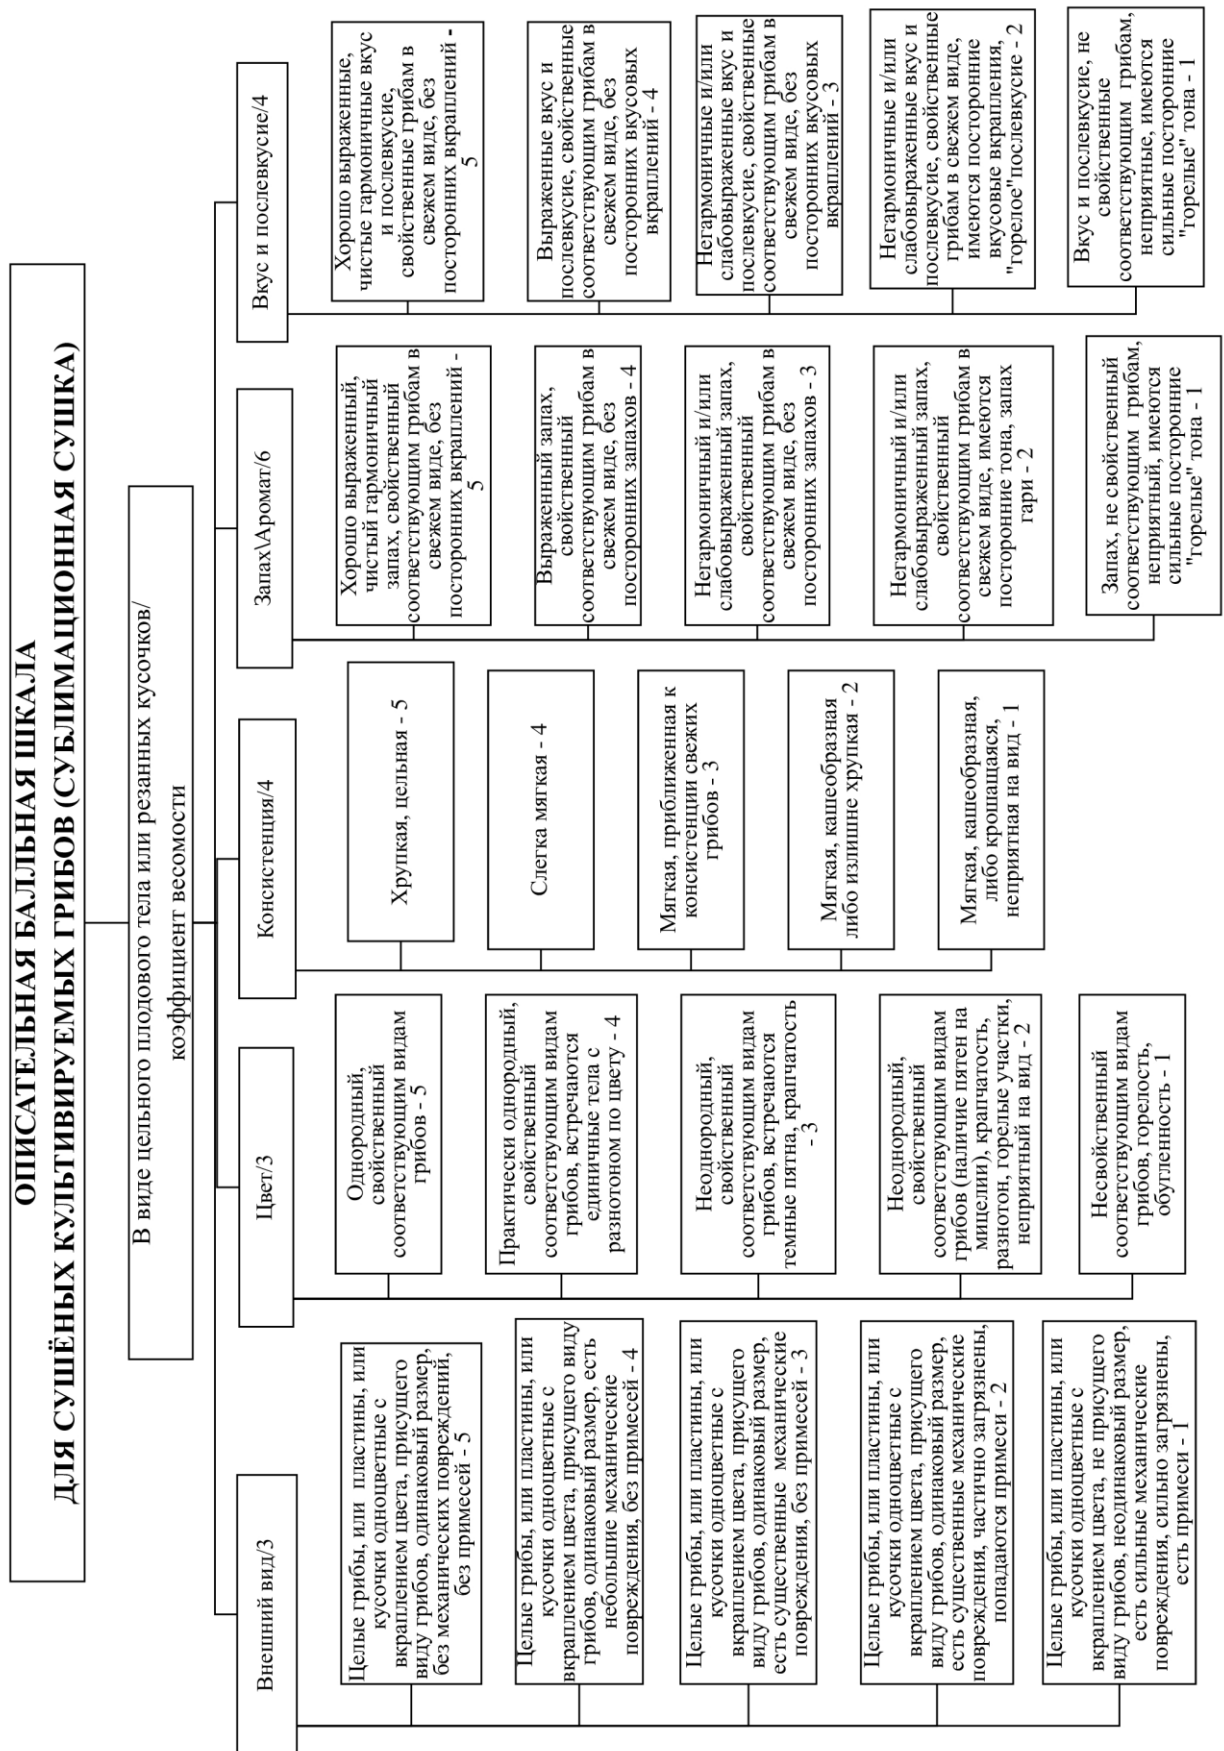 ОПИСАТЕЛЬНАЯ БАЛЛЬНАЯ ШКАЛА
ДЛЯ СУШЁНЫХ КУЛЬТИВИРУЕМЫХ ГРИБОВ (СУБЛИМАЦИОННАЯ СУШКА)
В виде цельного плодового тела или резанных кусочков/
коэффициент весомости
Внешний вид/3
Целые грибы, или пластины, или
кусочки одноцветные с
вкраплением цвета, присущего
виду грибов, одинаковый размер,
без механических повреждений,
без примесей - 5
Целые грибы, или пластины, или
кусочки одноцветные с
вкраплением цвета, присущего виду
грибов, одинаковый размер, есть
небольшие механические
повреждения, без примесей - 4
Целые грибы, или пластины, или
кусочки одноцветные с
вкраплением цвета, присущего
виду грибов, одинаковый размер,
есть существенные механические
повреждения, без примесей - 3
Целые грибы, или пластины, или
кусочки одноцветные с
вкраплением цвета, присущего
виду грибов, одинаковый размер,
есть существенные механические
повреждения, частично загрязнены,
попадаются примеси - 2
Целые грибы, или пластины, или
кусочки одноцветные с
вкраплением цвета, не присущего
виду грибов, неодинаковый размер,
есть сильные механические
повреждения, сильно загрязнены,
есть примеси - 1
Цвет/3
Однородный,
свойственный
соответствующим видам
грибов - 5
Практически однородный,
свойственный
соответствующим видам
грибов, встречаются
единичные тела с
разнотоном по цвету - 4
Неоднородный,
свойственный
соответствующим видам
грибов, встречаются
темные пятна, крапчатость
- 3
Неоднородный,
свойственный
соответствующим видам
грибов (наличие пятен на
мицелии), крапчатость,
разнотон, горелые участки,
неприятный на вид - 2
Несвойственный
соответствующим видам
грибов, горелость,
обугленность - 1
Консистенция/4
Хрупкая, цельная - 5
Слегка мягкая - 4
Мягкая, приближенная к
консистенции свежих
грибов - 3
Мягкая, кашеобразная
либо излишне хрупкая - 2
Мягкая, кашеобразная,
либо крошащаяся,
неприятная на вид - 1
Запах\Аромат/6
Хорошо выраженный,
чистый гармоничный
запах, свойственный
соответствующим грибам в
свежем виде, без
посторонних вкраплений -
5
Выраженный запах,
свойственный
соответствующим грибам в
свежем виде, без
посторонних запахов - 4
Негармоничный и/или
слабовыраженный запах,
свойственный
соответствующим грибам в
свежем виде, без
посторонних запахов - 3
Негармоничный и/или
слабовыраженный запах,
свойственный
соответствующим грибам в
свежем виде, имеются
посторонние тона, запах
гари - 2
Запах, не свойственный
соответствующим грибам,
неприятный, имеются
сильные посторонние
"горелые" тона - 1
Вкус и послевкусие/4
Хорошо выраженные,
чистые гармоничные вкус
и послевкусие,
свойственные грибам в
свежем виде, без
посторонних вкраплений -
5
Выраженные вкус и
послевкусие, свойственные
соответствующим грибам в
свежем виде, без
посторонних вкусовых
вкраплений - 4
Негармоничные и/или
слабовыраженные вкус и
послевкусие, свойственные
соответствующим грибам в
свежем виде, без
посторонних вкусовых
вкраплений - 3
Негармоничные и/или
слабовыраженные вкус и
послевкусие, свойственные
грибам в свежем виде,
имеются посторонние
вкусовые вкрапления,
"горелое"послевкусие - 2
Вкус и послевкусие, не
свойственные
соответствующим грибам,
неприятные, имеются
сильные посторонние
"горелые" тона - 1